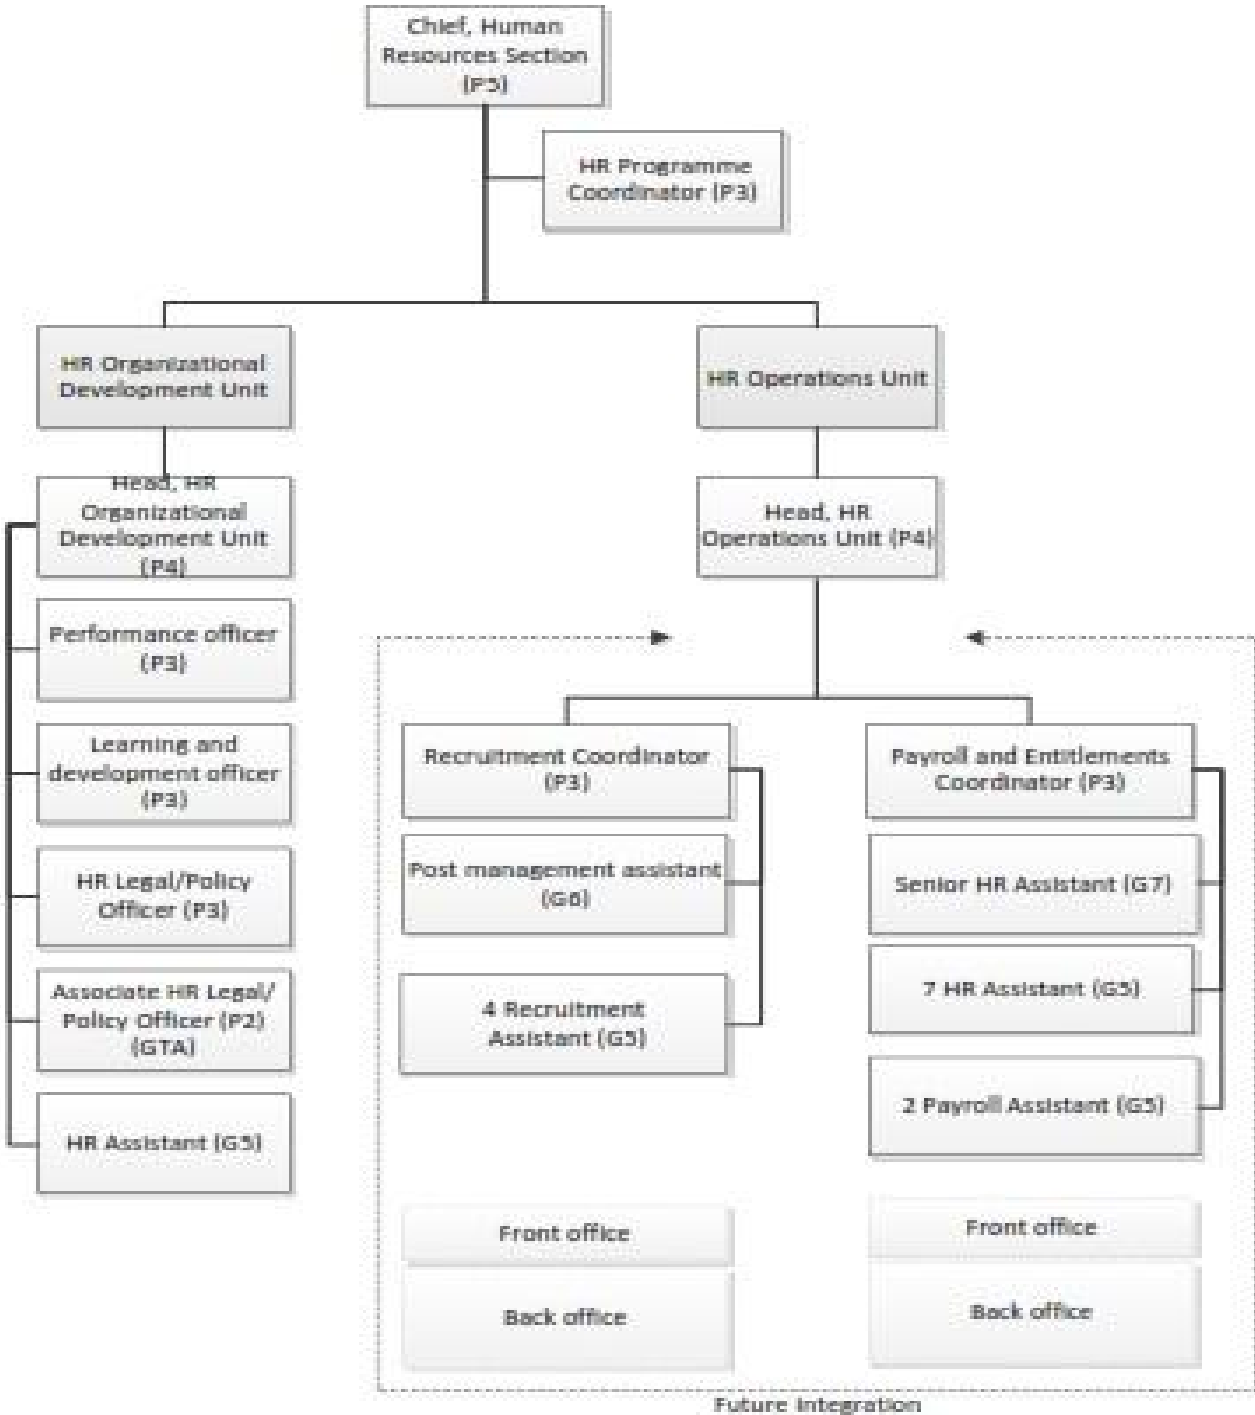 Chief, Human
Resources Section
(P5)
HR Programme
Coordinator (P3)
HR Organizational
Development Unit
HR Operations Unit
Head, HR
Organizational
Development Unit
(P4)
Head, HR
Operations Unit (P4)
Performance officer
(P3)
Learning and
development officer
(P3)
HR Legal/Policy
Officer (P3)
Associate HR Legal/
Policy Officer (P2)
(GTA)
HR Assistant (G5)
Recruitment Coordinator
(P3)
Post management assistant
(G6)
4 Recruitment
Assistant (G5)
Payroll and Entitlements
Coordinator (P3)
Senior HR Assistant (G7)
7 HR Assistant (G5)
2 Payroll Assistant (G5)
Front office
Back office
Front office
Back office
Future Integration